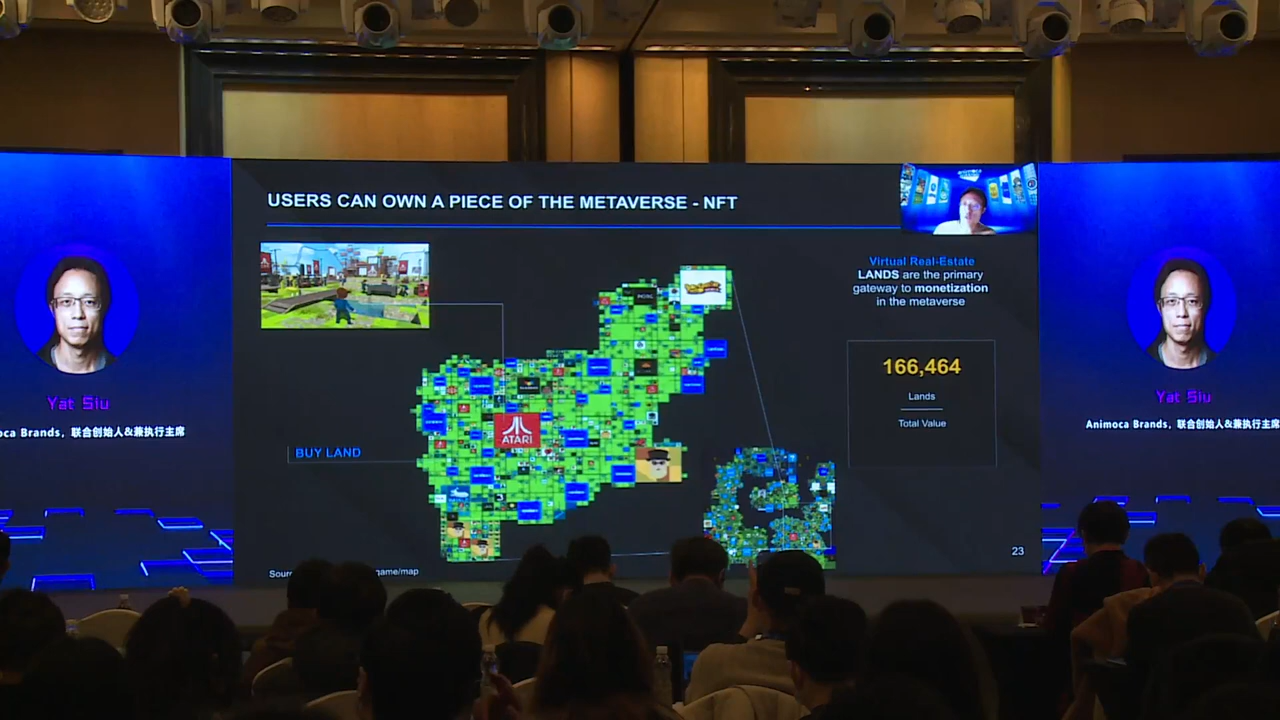 USERS CAN OWN A PIECE OF THE METAVERSE - NFT
Virtual Real-Estate
LANDS are the primary
gateway to monetization
in the metaverse
166,464
Lands
Total Value
ATARI
BUY LAND
23
game/map
Yat Siu
Brands，联合创始人&兼执行主席
Yat Siu
Animoca Brands，联合创始人&兼执行主席